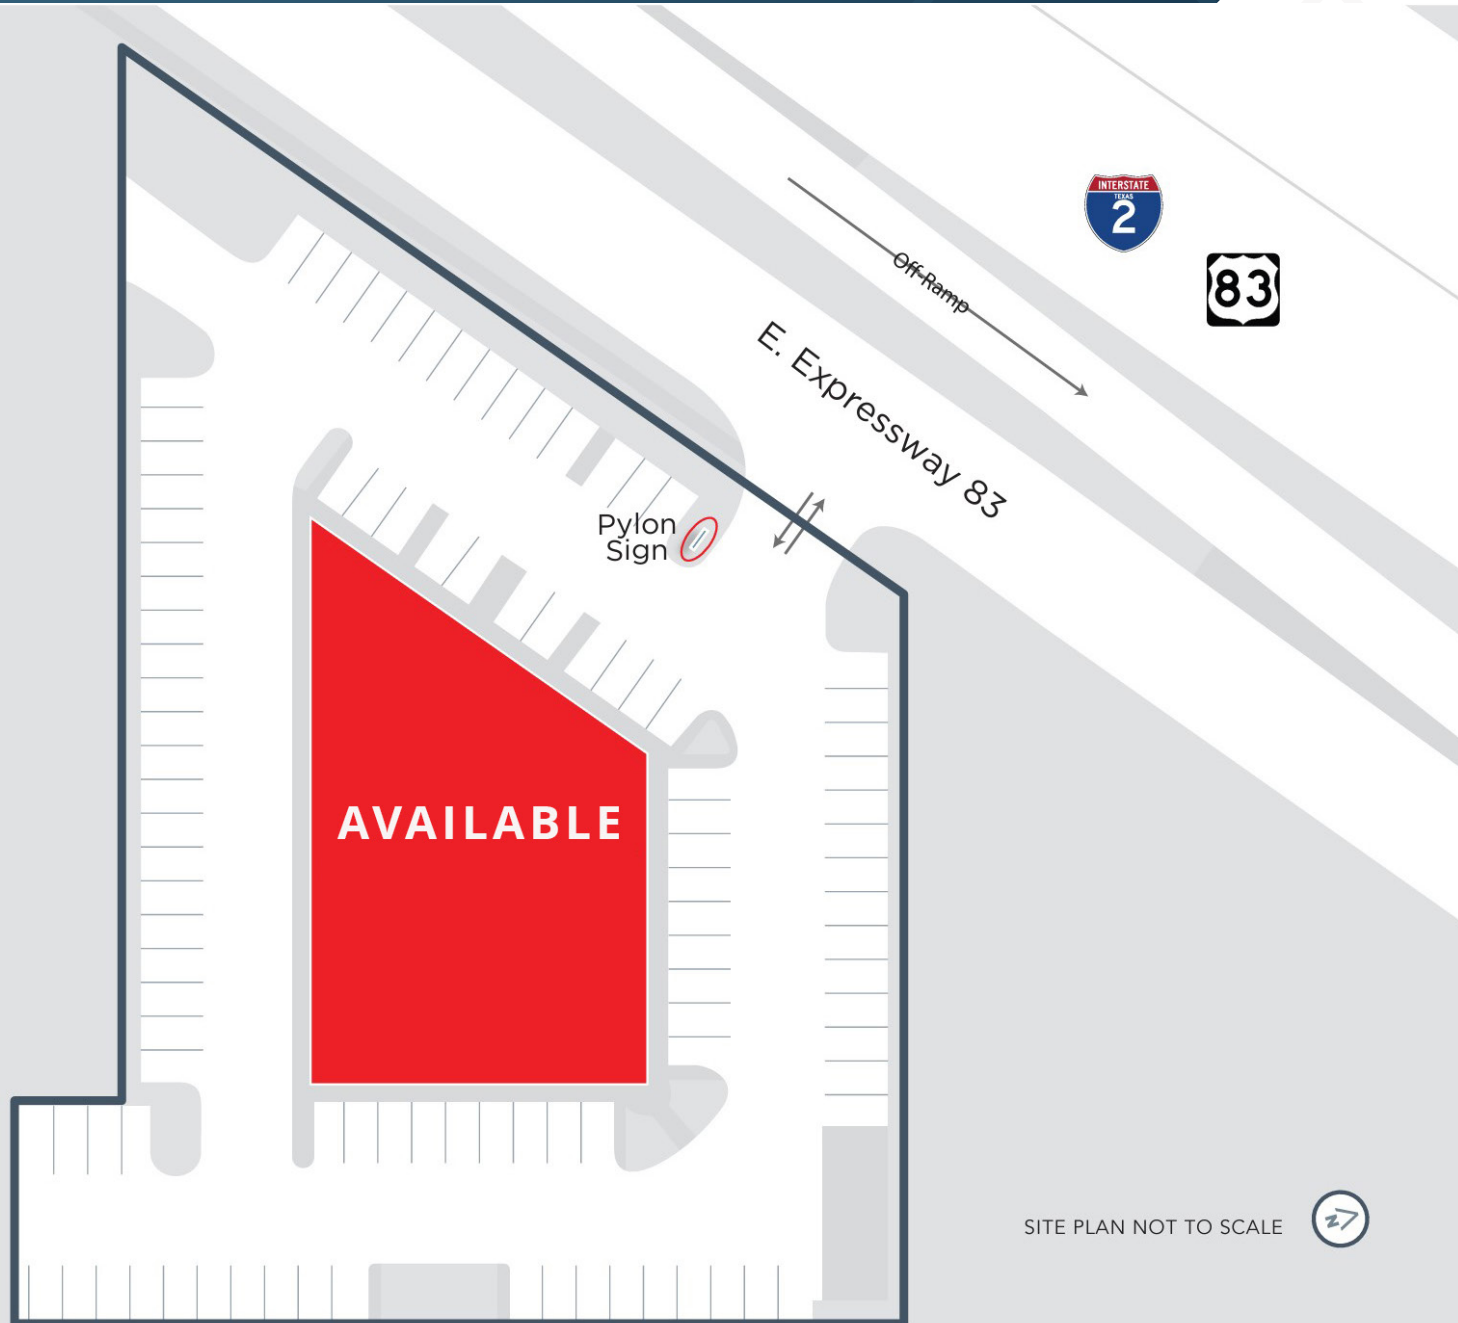 INTERSTATE
TEXAS
2
83
Off-Ramp
E. Expressway 83
Pylon
Sign
AVAILABLE
SITE PLAN NOT TO SCALE
Z